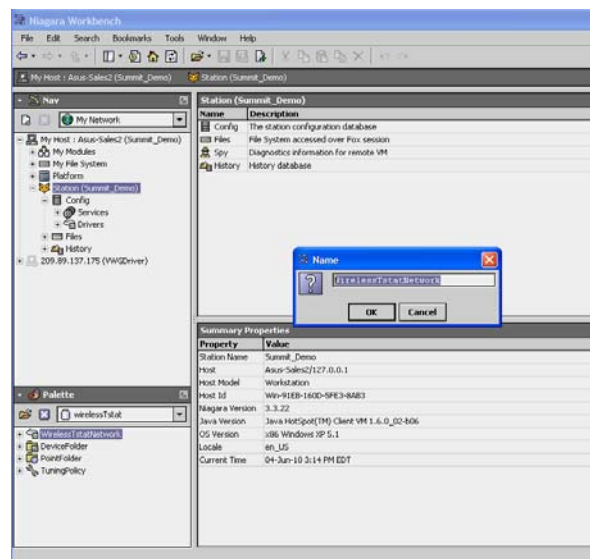 Niagara Workbench
File Edit Search Bookmarks Tools Window Help
My Host : Asus-Sales2 (Summit_Demo) Station (Summit_Demo)
Nav
My Network
My Host : Asus-Sales2 (Summit_Demo)
My Modules
My File System
Platform
Station (Summit_Demo)
Config
Services
Drivers
Files
History
209.89.137.175 (VWGDriver)
Palette
wirelessTstat
WirelessTstatNetwork
DeviceFolder
PointFolder
TuningPolicy
Station (Summit_Demo)
Name Description
Config The station configuration database
Files File System accessed over Fox session
Spy Diagnostics information for remote VM
History History database
Name
WirelessTstatNetwork
OK Cancel
Summary Properties
Property Value
Station Name Summit_Demo
Host Asus-Sales2/127.0.0.1
Host Model Workstation
Host Id Win-91EB-160D-5FE3-8AB3
Niagara Version 3.3.22
Java Version Java HotSpot(TM) Client VM 1.6.0_02-b06
OS Version x86 Windows XP 5.1
Locale en_US
Current Time 04-Jun-10 3:14 PM EDT